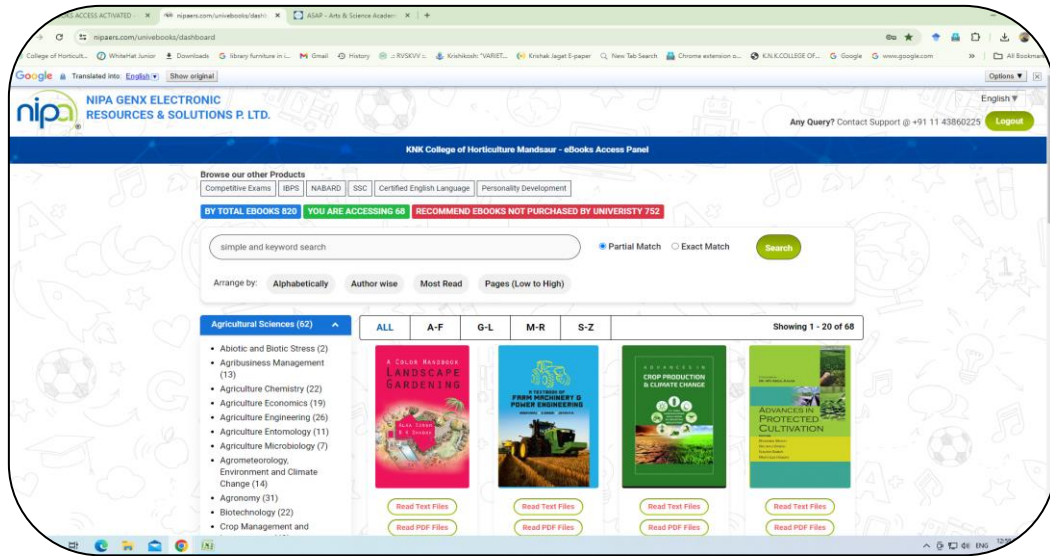 KS ACCESS ACTIVATED -
nipaers.com/univebooks/dashb
ASAP - Arts & Science Academ
nipaers.com/univebooks/dashboard
College of Horticult...
WhiteHat Junior
Downloads
library furniture in i...
Gmail
History
:: RVSKVV ::
Krishikosh: "VARIET...
Krishak Jagat E-paper
New Tab Search
Chrome extension o...
K.N.K.COLLEGE OF...
Google
www.google.com
»
All Bookmarks
Google Translated into: English Show original Options ▼
nipa
®
NIPA GENX ELECTRONIC
RESOURCES & SOLUTIONS P. LTD.
English ▼
Any Query? Contact Support @ +91 11 43860225 Logout
KNK College of Horticulture Mandsaur - eBooks Access Panel
Browse our other Products
Competitive Exams IBPS NABARD SSC Certified English Language Personality Development
BY TOTAL EBOOKS 820 YOU ARE ACCESSING 68 RECOMMEND EBOOKS NOT PURCHASED BY UNIVERISTY 752
simple and keyword search Partial Match Exact Match Search
Arrange by: Alphabetically Author wise Most Read Pages (Low to High)
Agricultural Sciences (62)
ALL A-F G-L M-R S-Z Showing 1 - 20 of 68
• Abiotic and Biotic Stress (2)
• Agribusiness Management
(13)
• Agriculture Chemistry (22)
• Agriculture Economics (19)
• Agriculture Engineering (26)
• Agriculture Entomology (11)
• Agriculture Microbiology (7)
• Agrometeorology,
Environment and Climate
Change (14)
• Agronomy (31)
• Biotechnology (22)
• Crop Management and
A COLOR HANDBOOK
LANDSCAPE
GARDENING
A TEXTBOOK OF
FARM MACHINERY &
POWER ENGINEERING
ADVANCES IN
CROP PRODUCTION
& CLIMATE CHANGE
ADVANCES IN
PROTECTED
CULTIVATION
Read Text Files Read Text Files Read Text Files Read Text Files
Read PDF Files Read PDF Files Read PDF Files Read PDF Files
ENG